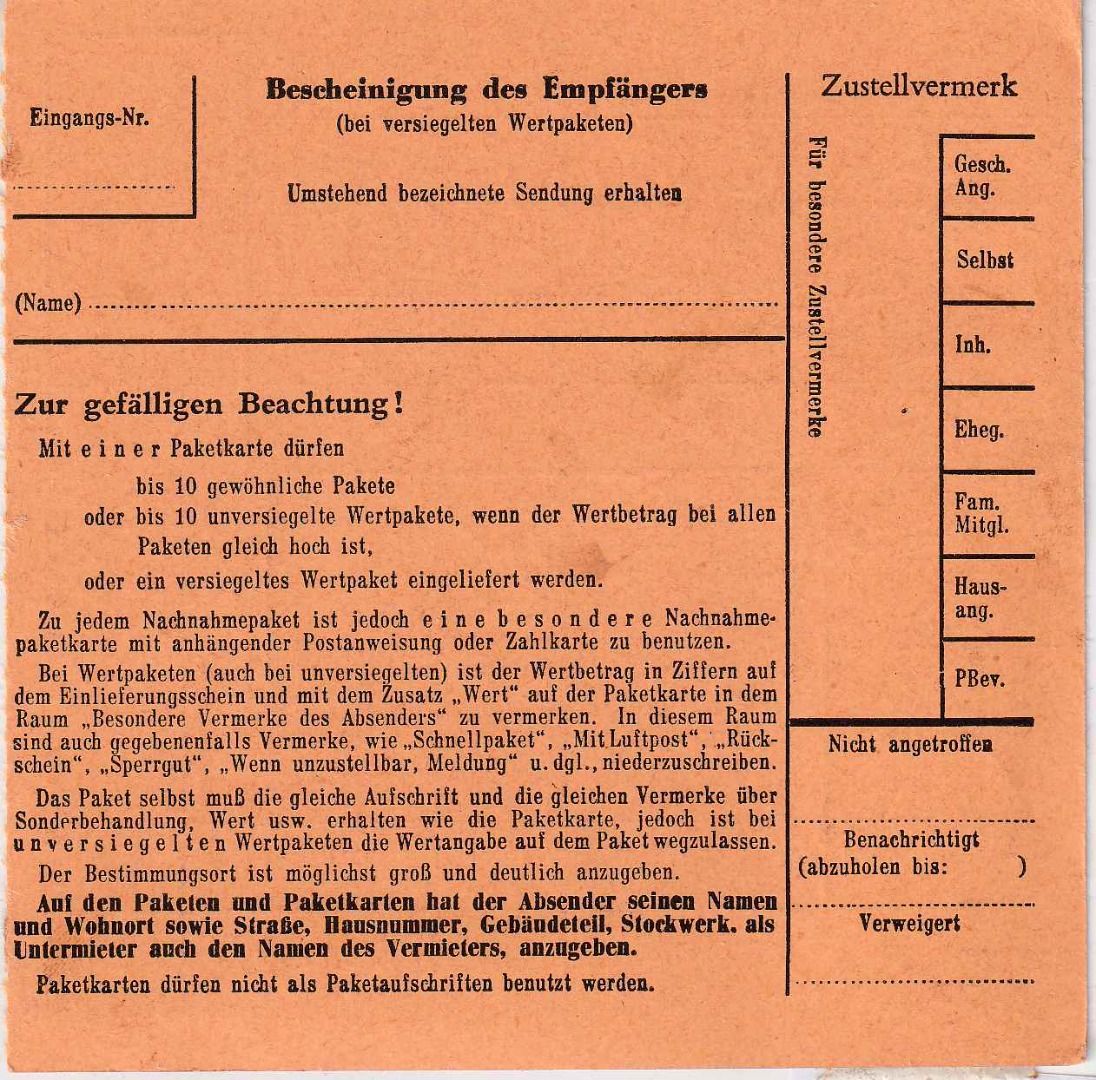 Eingangs-Nr.
Bescheinigung des Empfängers
(bei versiegelten Wertpaketen)
Umstehend bezeichnete Sendung erhalten
(Name)
Zur gefälligen Beachtung!
Mit einer Paketkarte dürfen
bis 10 gewöhnliche Pakete
oder bis 10 unversiegelte Wertpakete, wenn der Wertbetrag bei allen
Paketen gleich hoch ist,
oder ein versiegeltes Wertpaket eingeliefert werden.
Zu jedem Nachnahmepaket ist jedoch eine besondere Nachnahme-
paketkarte mit anhängender Postanweisung oder Zahlkarte zu benutzen.
Bei Wertpaketen (auch bei unversiegelten) ist der Wertbetrag in Ziffern auf
dem Einlieferungsschein und mit dem Zusatz „Wert“ auf der Paketkarte in dem
Raum „Besondere Vermerke des Absenders“ zu vermerken. In diesem Raum
sind auch gegebenenfalls Vermerke, wie „Schnellpaket“, „Mit Luftpost“, „Rück-
schein“, „Sperrgut“, „Wenn unzustellbar, Meldung“ u. dgl., niederzuschreiben.
Das Paket selbst muß die gleiche Aufschrift und die gleichen Vermerke über
Sonderbehandlung, Wert usw. erhalten wie die Paketkarte, jedoch ist bei
unversiegelten Wertpaketen die Wertangabe auf dem Paket wegzulassen.
Der Bestimmungsort ist möglichst groß und deutlich anzugeben.
Auf den Paketen und Paketkarten hat der Absender seinen Namen
und Wohnort sowie Straße, Hausnummer, Gebäudeteil, Stockwerk. als
Untermieter auch den Namen des Vermieters, anzugeben.
Paketkarten dürfen nicht als Paketaufschriften benutzt werden.
Zustellvermerk
Für besondere Zustellvermerke
Gesch.
Ang.
Selbst
Inh.
Eheg.
Fam.
Mitgl.
Haus-
ang.
PBev.
Nicht angetroffen
Benachrichtigt
(abzuholen bis: )
Verweigert